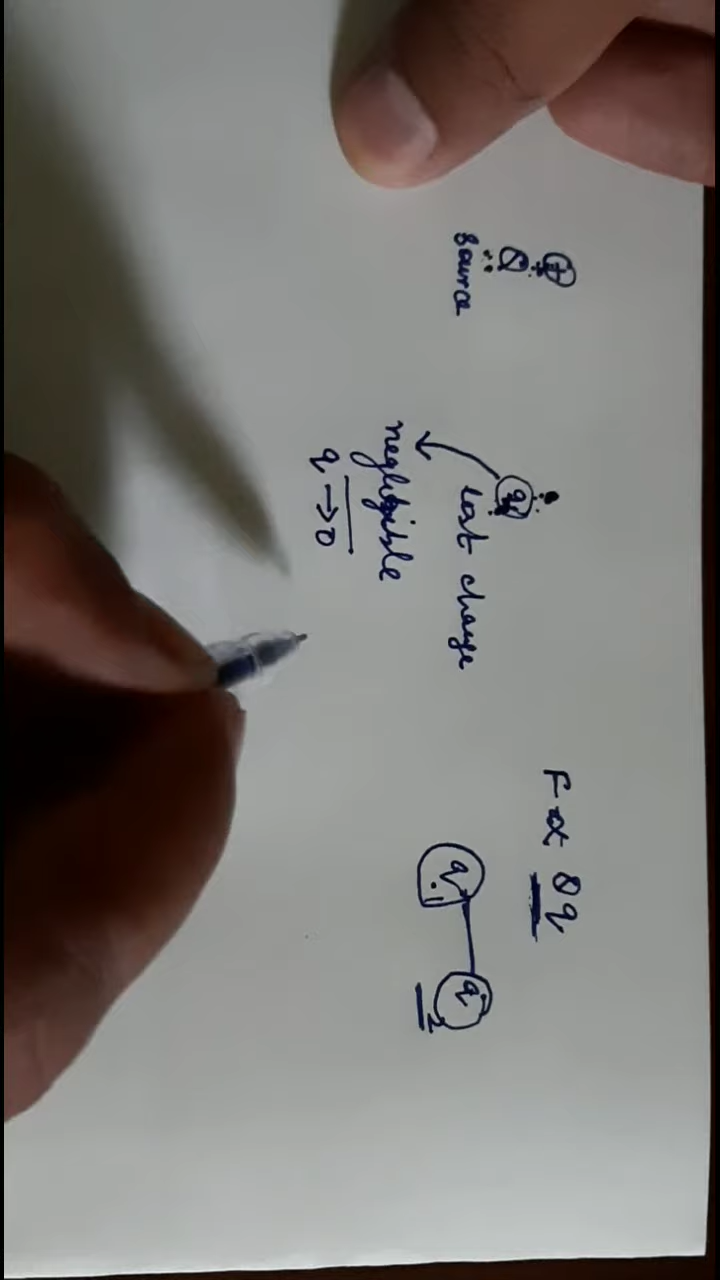 +
Q
source
q
test charge
negligible
q → 0
F ∝ Qq
q1
q2